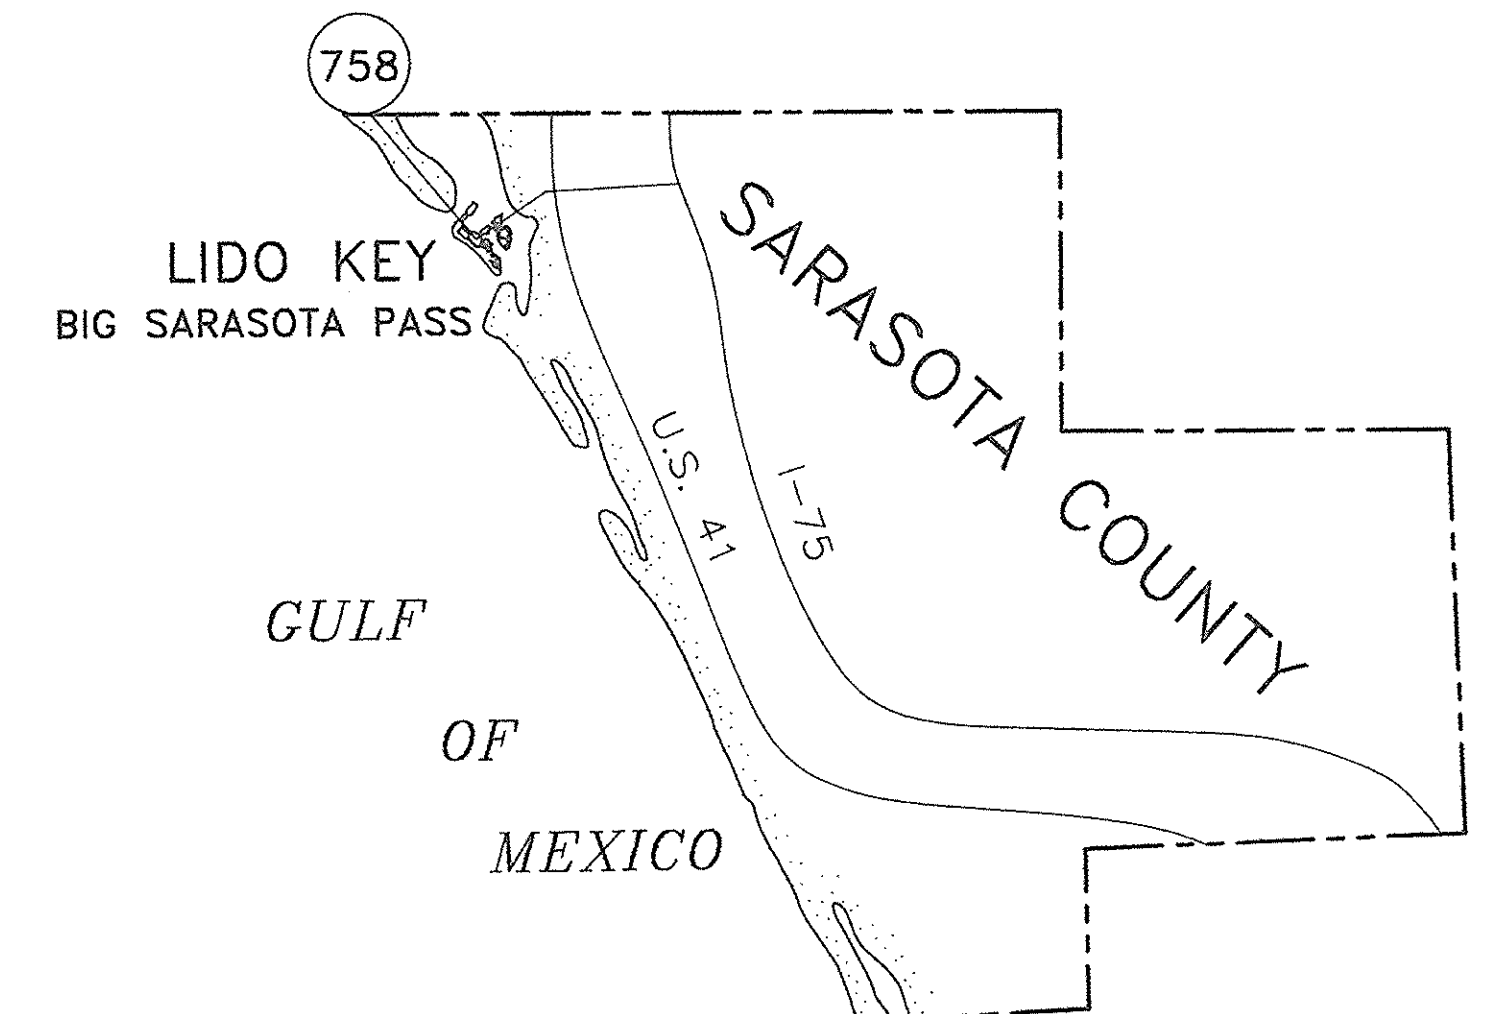 758
LIDO KEY
BIG SARASOTA PASS
SARASOTA COUNTY
U.S. 41
I-75
GULF
OF
MEXICO